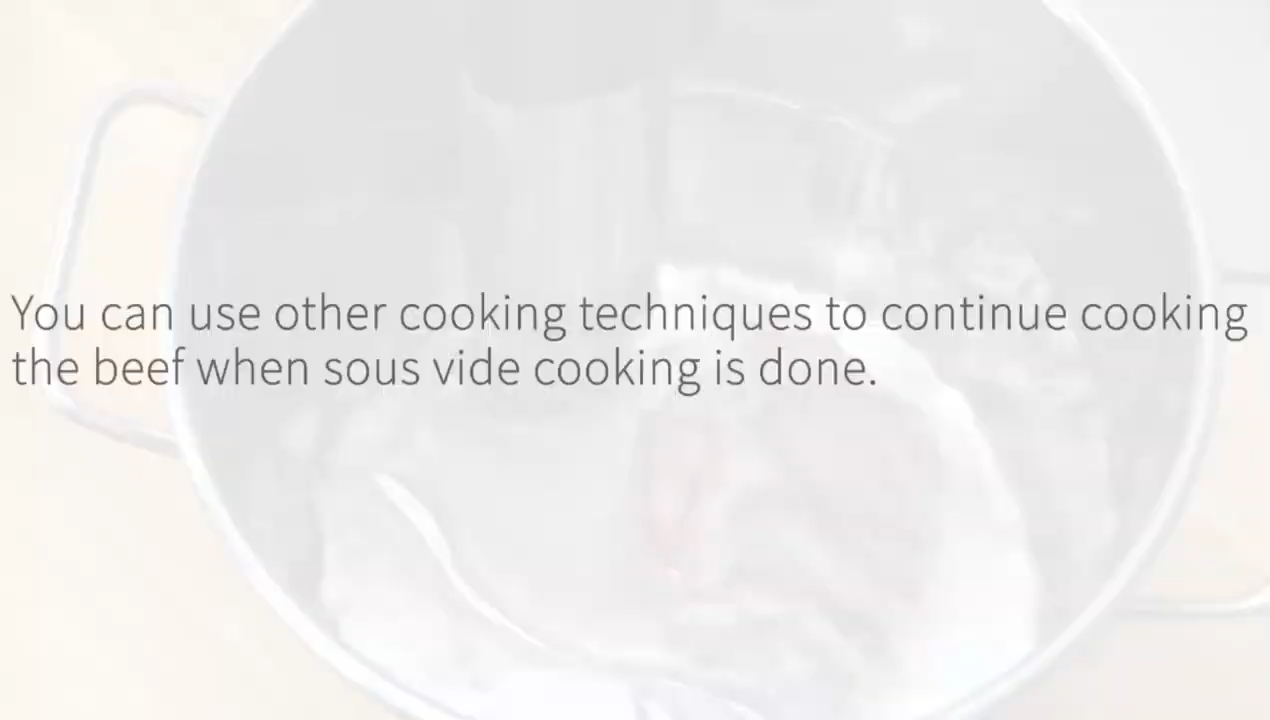 You can use other cooking techniques to continue cooking
the beef when sous vide cooking is done.